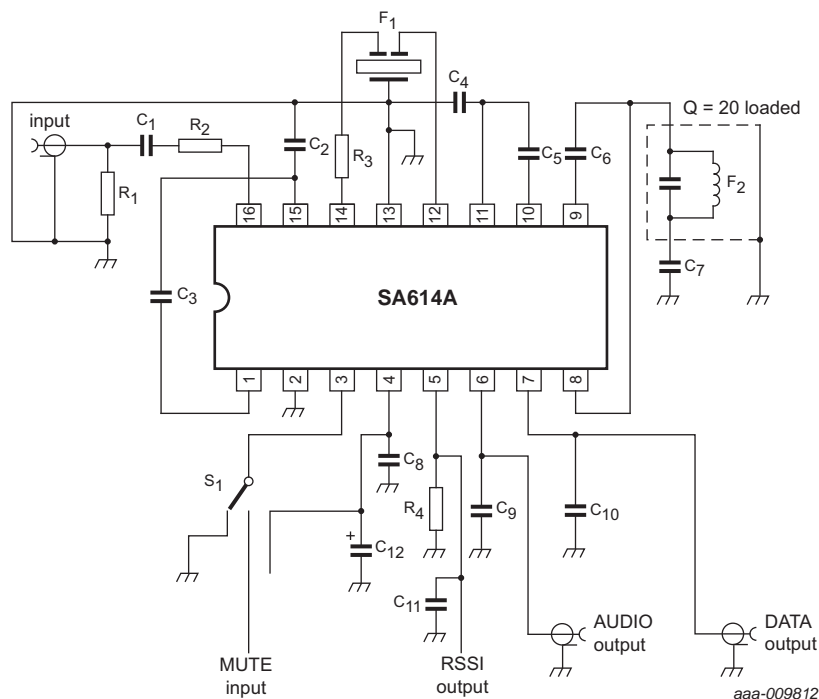 F1
C4
Q = 20 loaded
input
C1
R2
C2
R3
C5
C6
F2
R1
16
15
14
13
12
11
10
9
C7
C3
SA614A
1
2
3
4
5
6
7
8
S1
C8
R4
C9
C10
+
C12
C11
MUTE
input
RSSI
output
AUDIO
output
DATA
output
aaa-009812